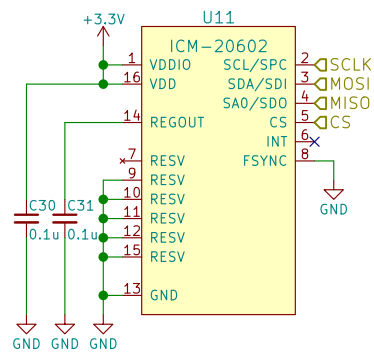 U11
+3.3V
ICM-20602
1 VDDIO SCL/SPC 2 SCLK
16 VDD SDA/SDI 3 MOSI
SA0/SDO 4 MISO
14 REGOUT CS 5 CS
INT 6
7 RESV FSYNC 8
9 RESV
10 RESV
C30 C31
GND
11 RESV
0.1u 0.1u
12 RESV
15 RESV
13 GND
GND GND GND